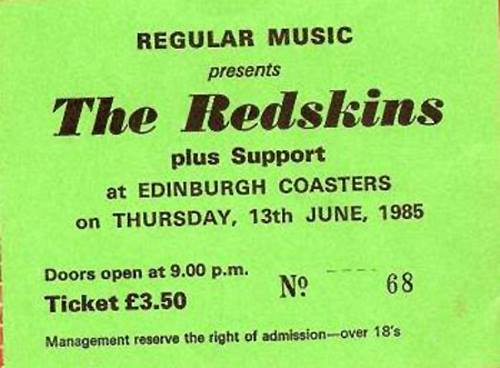 REGULAR MUSIC
presents
The Redskins
plus Support
at EDINBURGH COASTERS
on THURSDAY, 13th JUNE, 1985
Doors open at 9.00 p.m.
Ticket £3.50
Nº ---- 68
Management reserve the right of admission—over 18's